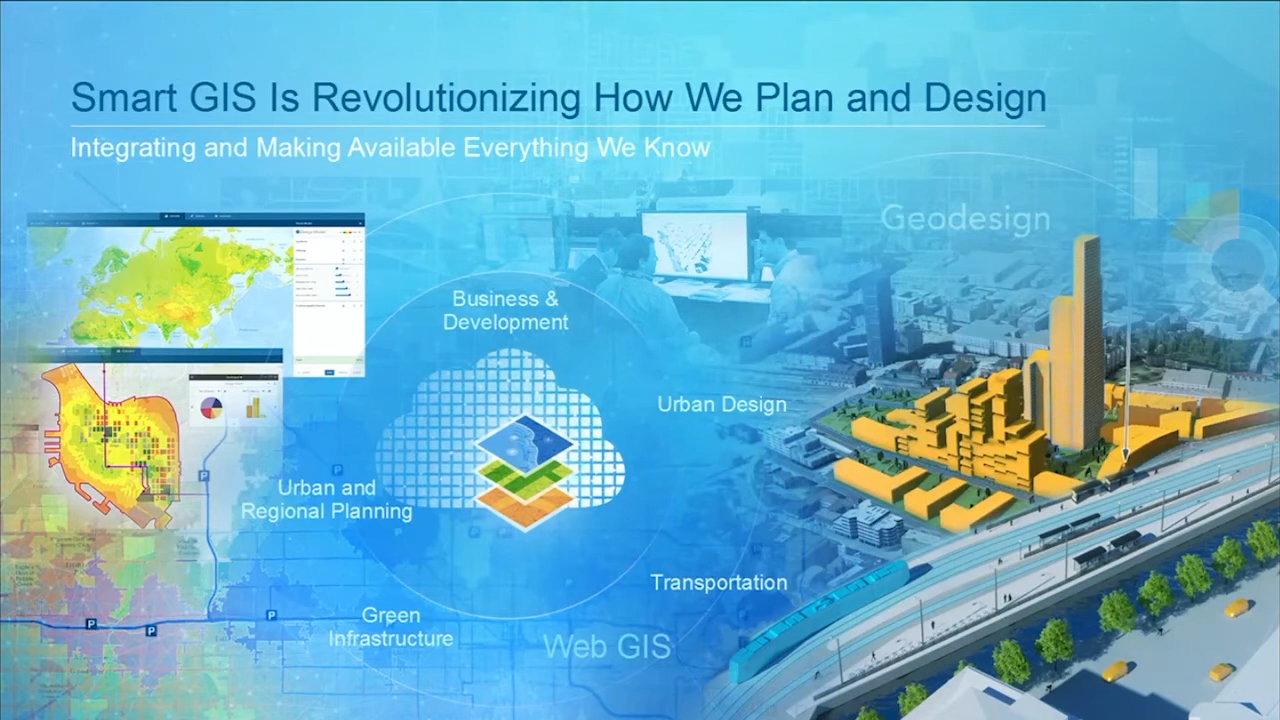 Smart GIS Is Revolutionizing How We Plan and Design
Integrating and Making Available Everything We Know
Geodesign
Business &
Development
Urban Design
Urban and
Regional Planning
Transportation
Green
Infrastructure
Web GIS
P
P
P
P
P